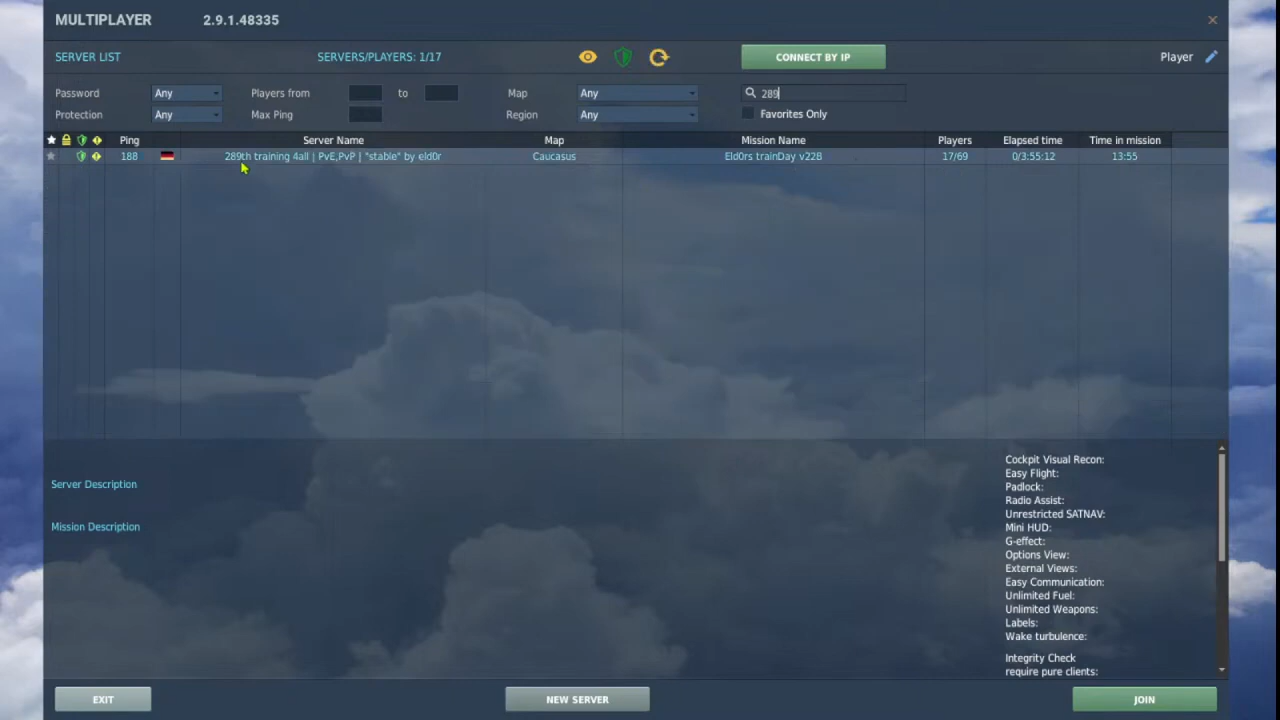 MULTIPLAYER 2.9.1.48335
SERVER LIST SERVERS/PLAYERS: 1/17 CONNECT BY IP Player
Password Any Players from to Map Any 289
Protection Any Max Ping Region Any Favorites Only
Ping Server Name Map Mission Name Players Elapsed time Time in mission
188 289th training 4all | PvE,PvP | "stable" by eld0r Caucasus Eld0rs trainDay v228 17/69 0/3:55:12 13:55
Cockpit Visual Recon:
Easy Flight:
Server Description
Padlock:
Radio Assist:
Unrestricted SATNAV:
Mission Description
Mini HUD:
G-effect:
Options View:
External Views:
Easy Communication:
Unlimited Fuel:
Unlimited Weapons:
Labels:
Wake turbulence:
Integrity Check
require pure clients:
EXIT NEW SERVER JOIN